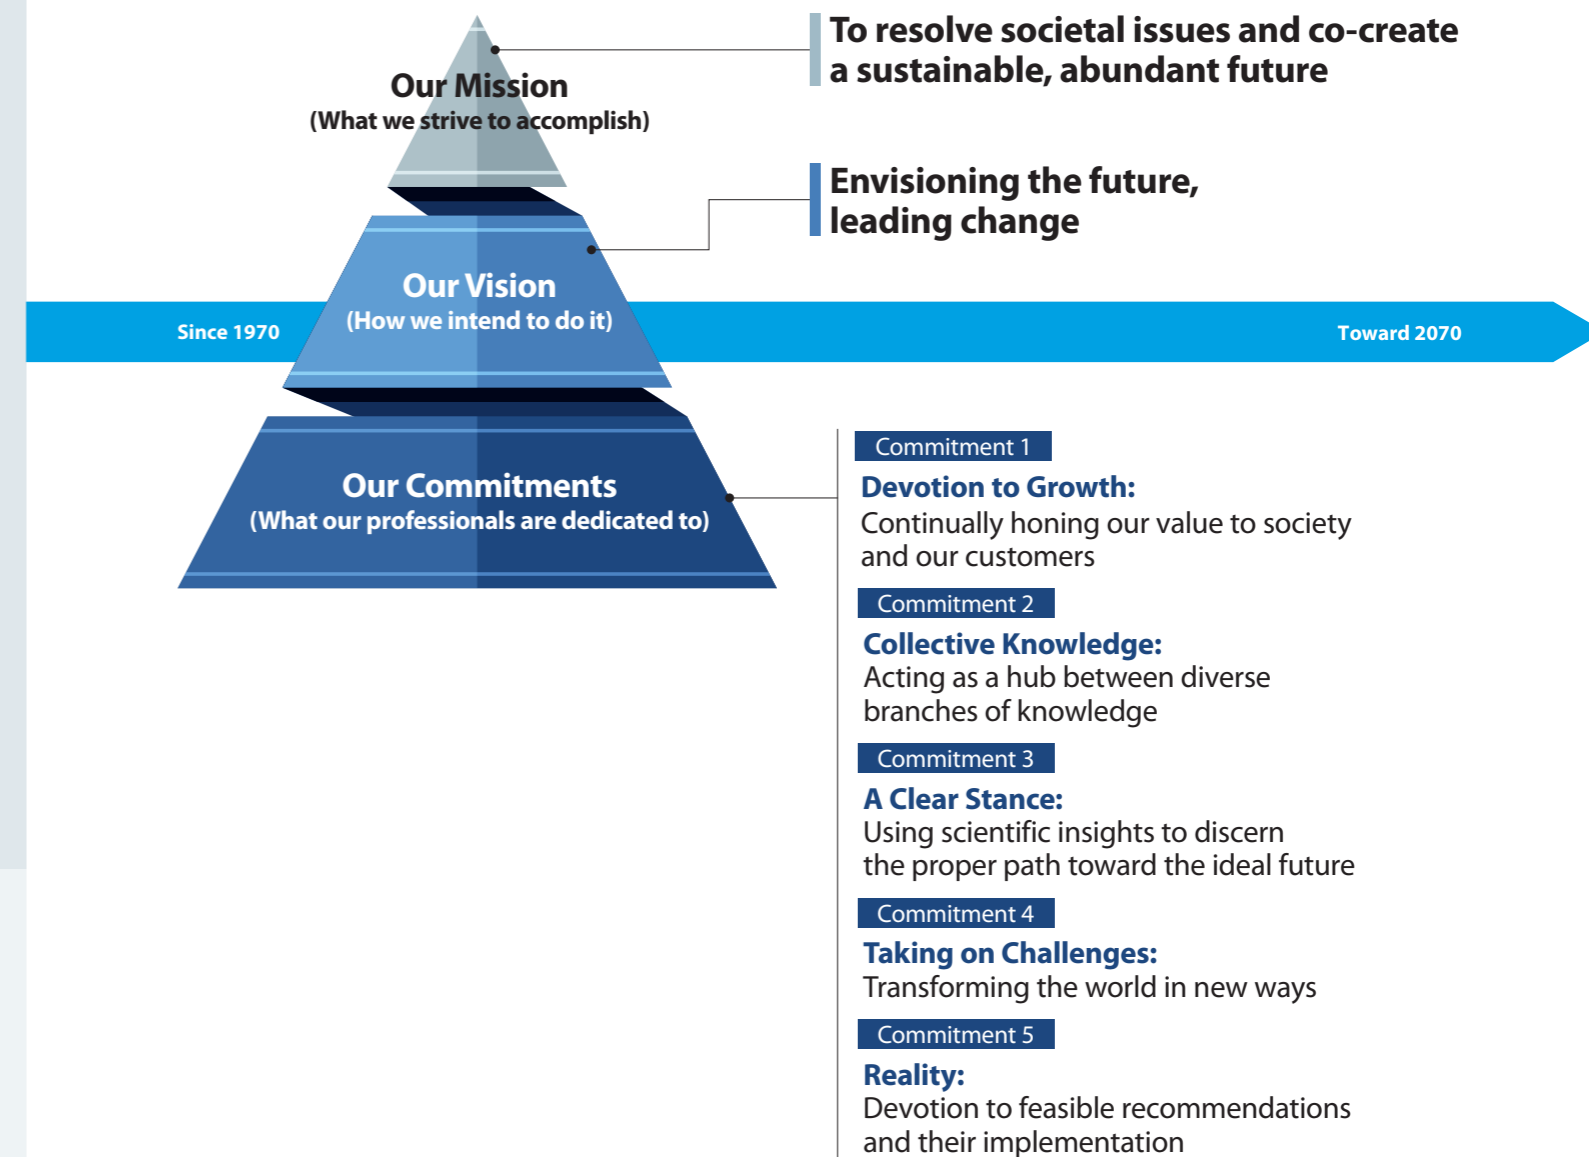 Our Mission
(What we strive to accomplish)
To resolve societal issues and co-create
a sustainable, abundant future
Envisioning the future,
leading change
Our Vision
(How we intend to do it)
Since 1970
Toward 2070
Our Commitments
(What our professionals are dedicated to)
Commitment 1
Devotion to Growth:
Continually honing our value to society
and our customers
Commitment 2
Collective Knowledge:
Acting as a hub between diverse
branches of knowledge
Commitment 3
A Clear Stance:
Using scientific insights to discern
the proper path toward the ideal future
Commitment 4
Taking on Challenges:
Transforming the world in new ways
Commitment 5
Reality:
Devotion to feasible recommendations
and their implementation